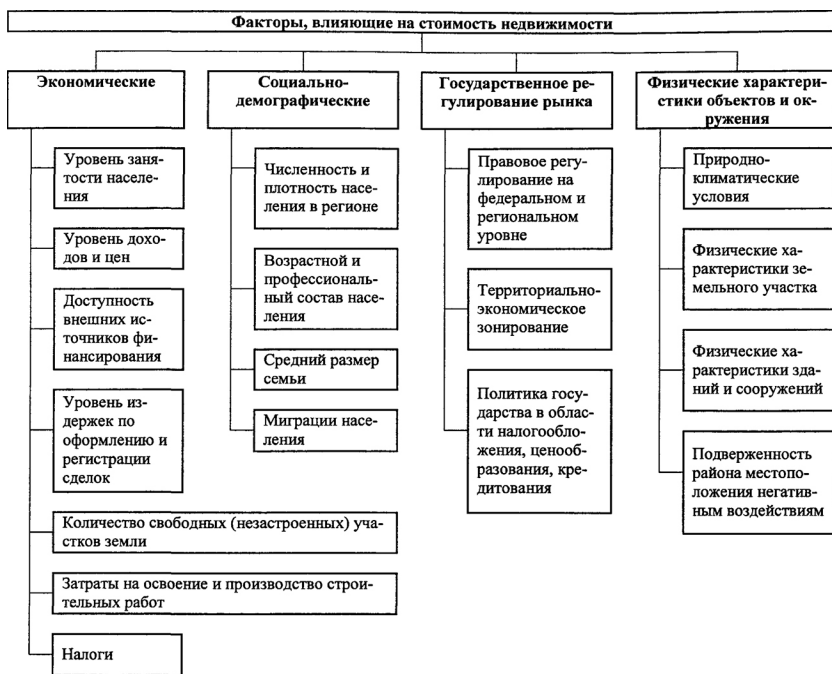 Факторы, влияющие на стоимость недвижимости
Экономические
Уровень заня-
тости населе-
ния
Уровень дохо-
дов и цен
Доступность
внешних ис-
точников фи-
нансирования
Уровень из-
держек по
оформлению и
регистрации
сделок
Количество свободных (незастроенных) уча-
стков земли
Затраты на освоение и производство строи-
тельных работ
Налоги
Социально-
демографические
Численность и
плотность насе-
ления в регионе
Возрастной и
профессиональ-
ный состав насе-
ления
Средний размер
семьи
Миграции насе-
ления
Государственное ре-
гулирование рынка
Правовое регу-
лирование на
федеральном и
региональном
уровне
Территориально-
экономическое
зонирование
Политика госу-
дарства в облас-
ти налогообло-
жения, ценооб-
разования, кре-
дитования
Физические характери-
стики объектов и ок-
ружения
Природно-
климатические
условия
Физические ха-
рактеристики зе-
мельного участка
Физические ха-
рактеристики зда-
ний и сооружений
Подверженность
района местопо-
ложения негатив-
ным воздействиям